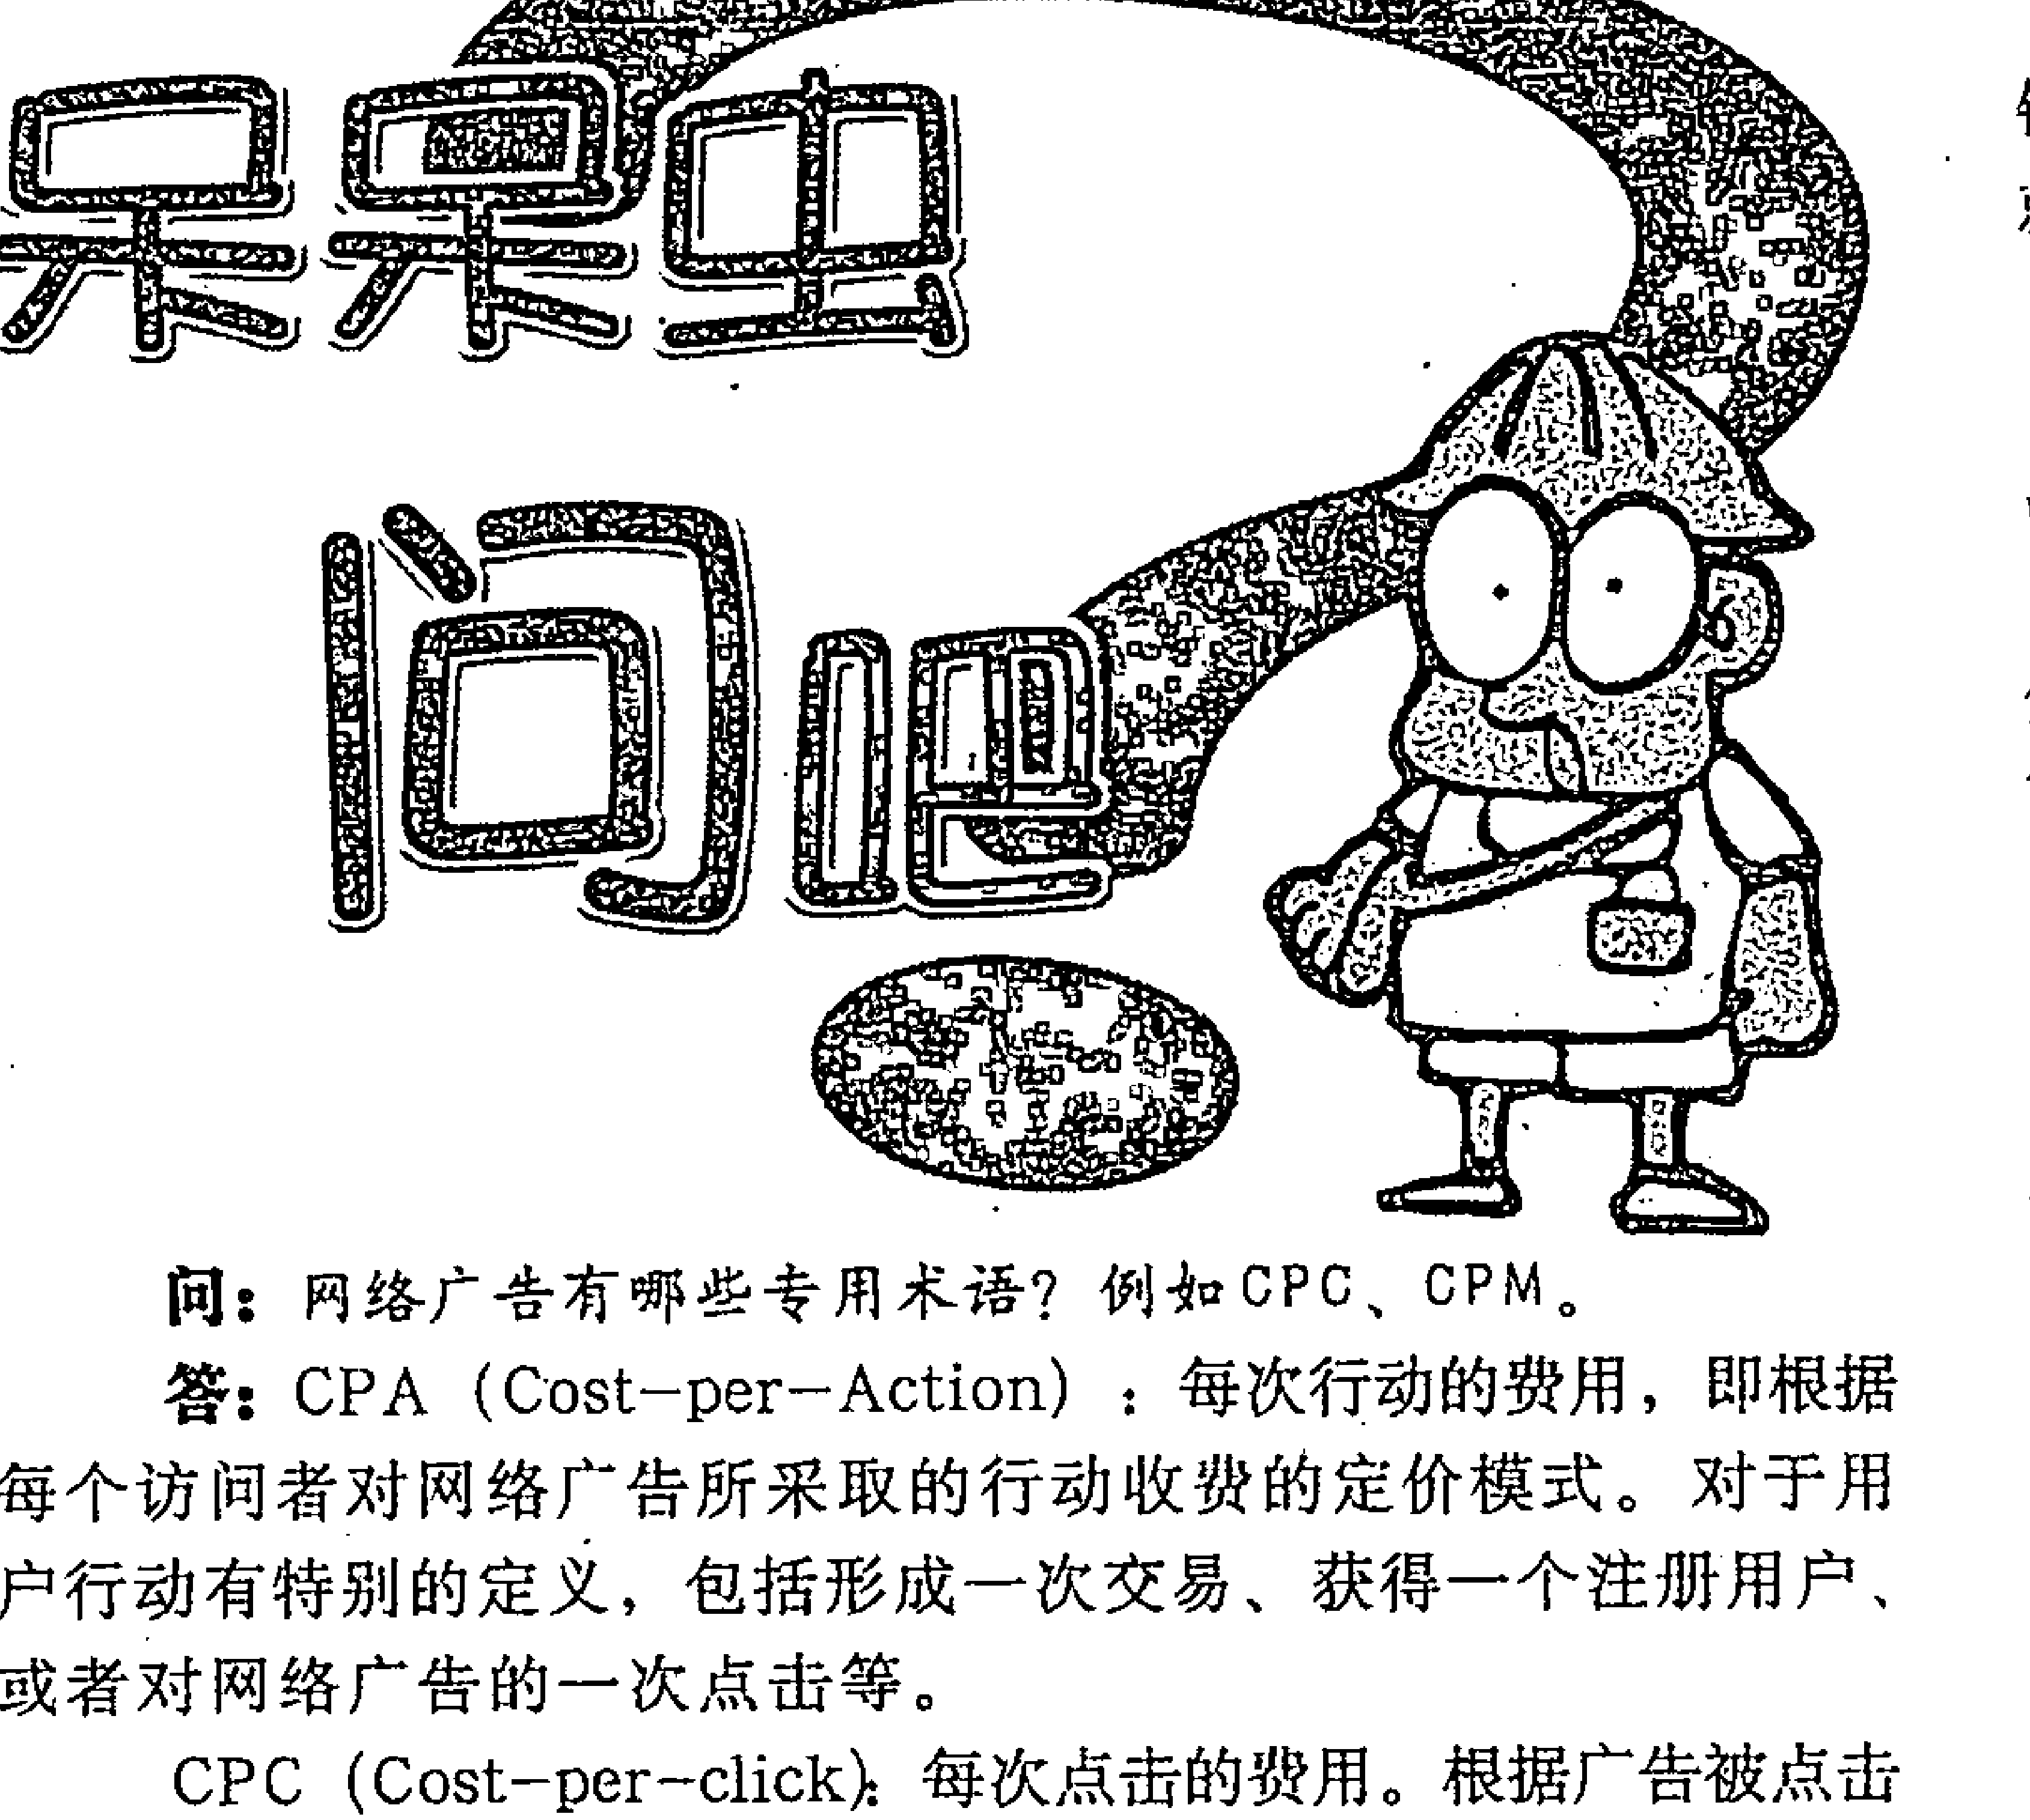 呆呆虫
问吧
问：网络广告有哪些专用术语？例如CPC、CPM。
答：CPA (Cost-per-Action) ：每次行动的费用，即根据
每个访问者对网络广告所采取的行动收费的定价模式。对于用
户行动有特别的定义，包括形成一次交易、获得一个注册用户、
或者对网络广告的一次点击等。
CPC (Cost-per-click)：每次点击的费用。根据广告被点击